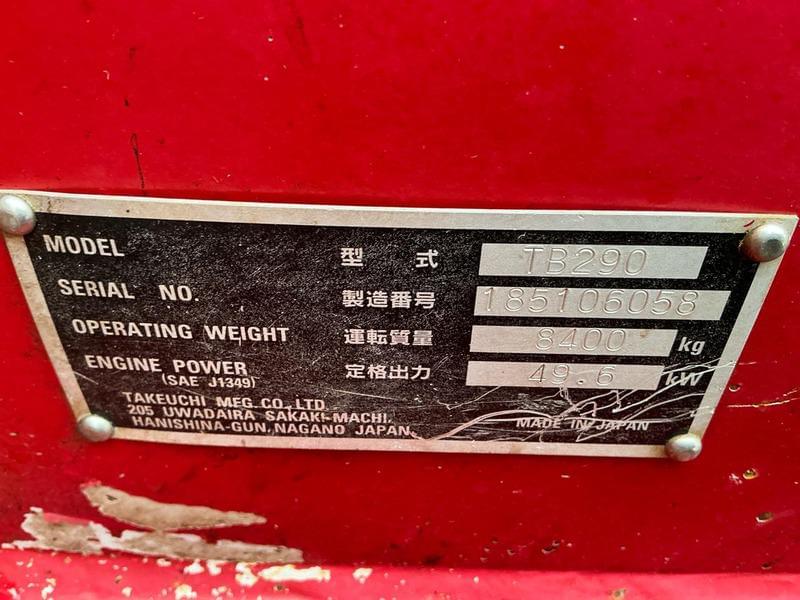 MODEL 型 式 TB290
SERIAL NO. 製造番号 185106058
OPERATING WEIGHT 運転質量 8400 kg
ENGINE POWER 定格出力 49.6 kW
(SAE J1349)
TAKEUCHI MFG.CO.,LTD.
205 UWADAIRA SAKAKI-MACHI.
HANISHINA-GUN,NAGANO JAPAN
MADE IN JAPAN